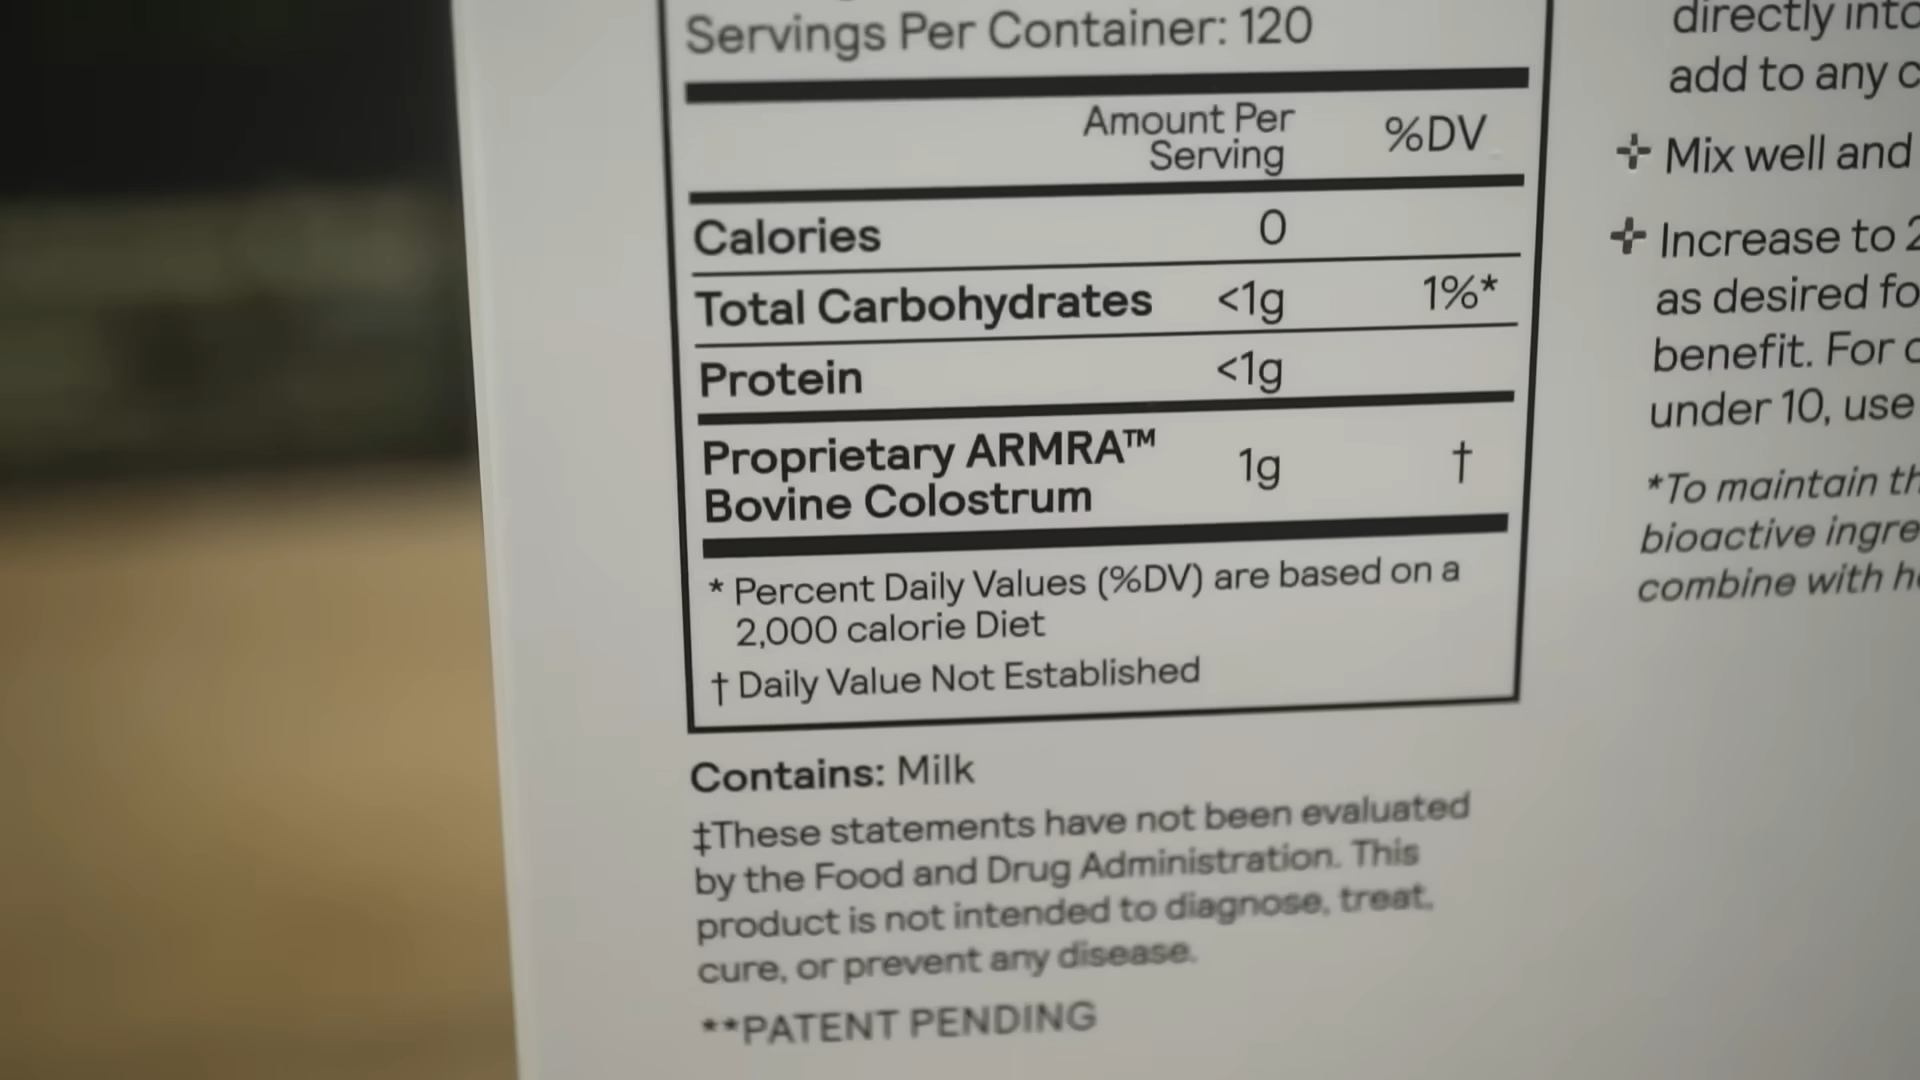 Servings Per Container: 120
Amount Per
Serving
%DV
Calories 0
Total Carbohydrates <1g 1%*
Protein <1g
Proprietary ARMRA™
Bovine Colostrum 1g †
* Percent Daily Values (%DV) are based on a
2,000 calorie Diet
† Daily Value Not Established
Contains: Milk
‡These statements have not been evaluated
by the Food and Drug Administration. This
product is not intended to diagnose, treat,
cure, or prevent any disease.
**PATENT PENDING
directly into
add to any
Mix well and
Increase to 2
as desired fo
benefit. For
under 10, use
*To maintain th
bioactive ingre
combine with